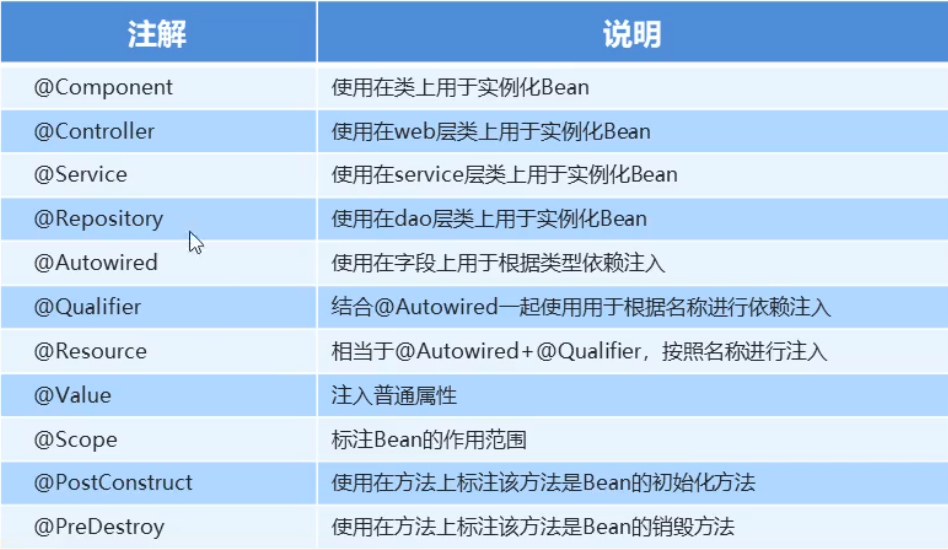 注解 说明
@Component 使用在类上用于实例化Bean
@Controller 使用在web层类上用于实例化Bean
@Service 使用在service层类上用于实例化Bean
@Repository 使用在dao层类上用于实例化Bean
@Autowired 使用在字段上用于根据类型依赖注入
@Qualifier 结合@Autowired一起使用用于根据名称进行依赖注入
@Resource 相当于@Autowired+@Qualifier，按照名称进行注入
@Value 注入普通属性
@Scope 标注Bean的作用范围
@PostConstruct 使用在方法上标注该方法是Bean的初始化方法
@PreDestroy 使用在方法上标注该方法是Bean的销毁方法